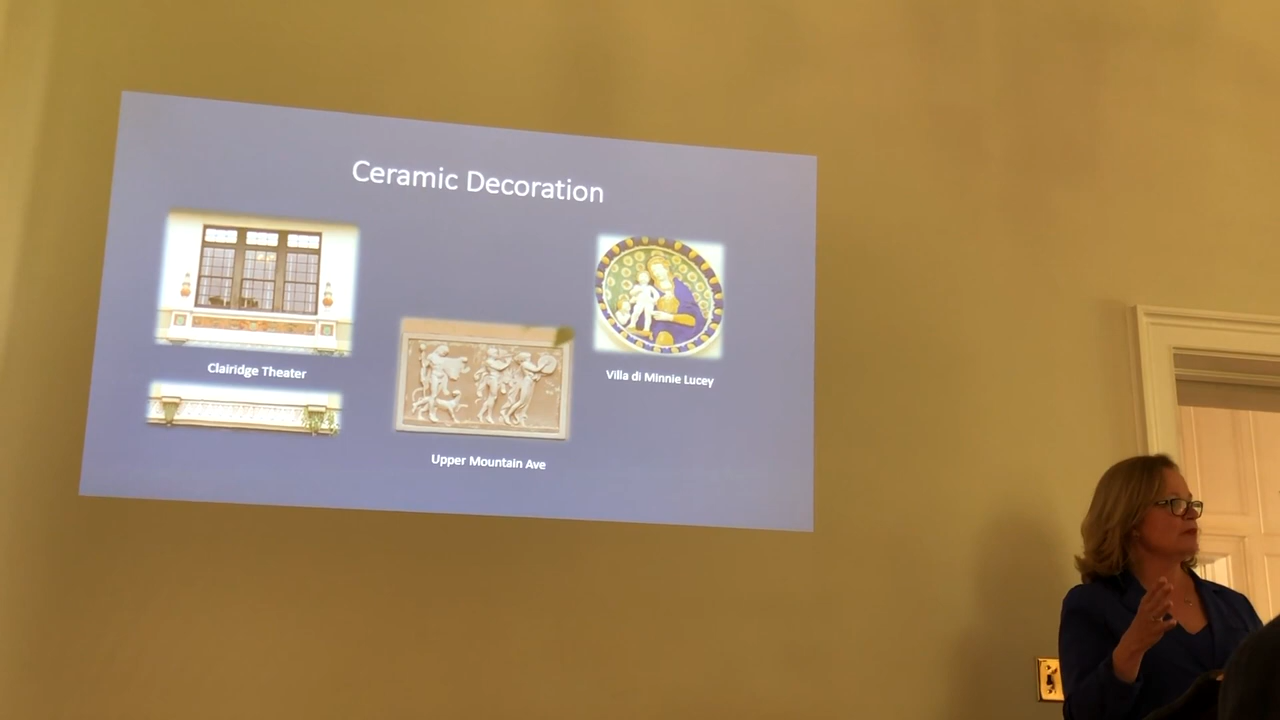 Ceramic Decoration
Clairidge Theater
Villa di Minnie Lucey
Upper Mountain Ave